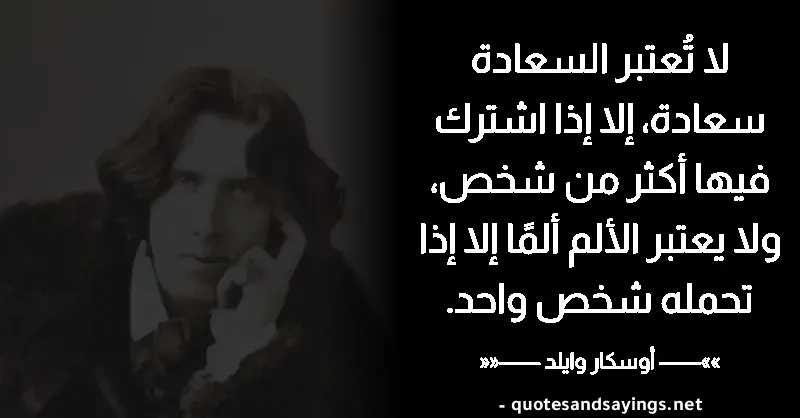 لا تُعتبر السعادة
سعادة، إلا إذا اشترك
فيها أكثر من شخص،
ولا يعتبر الألم ألمًا إلا إذا
تحمله شخص واحد.
»»—— أوسكار وايلد ——««
- quotesandsayings.net